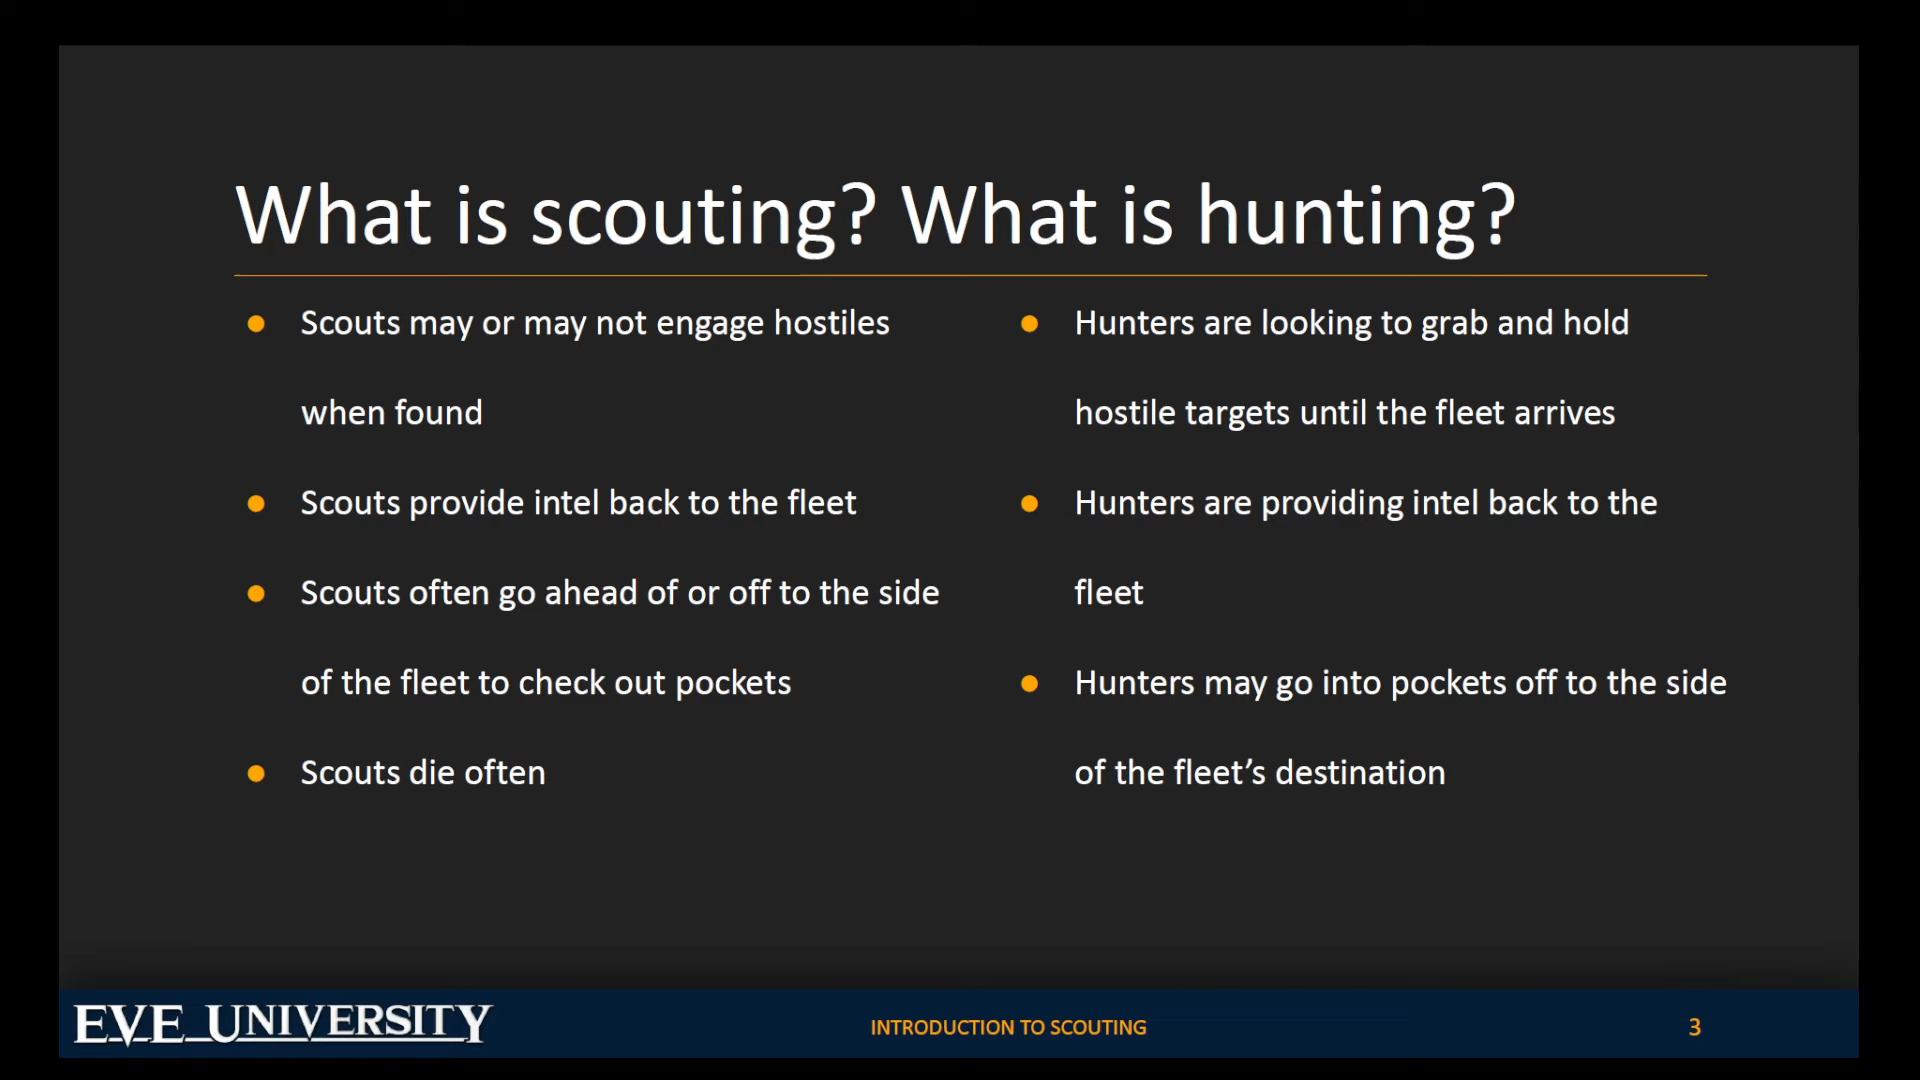 What is scouting? What is hunting?
Scouts may or may not engage hostiles
when found
Scouts provide intel back to the fleet
Scouts often go ahead of or off to the side
of the fleet to check out pockets
Scouts die often
Hunters are looking to grab and hold
hostile targets until the fleet arrives
Hunters are providing intel back to the
fleet
Hunters may go into pockets off to the side
of the fleet’s destination
EVE UNIVERSITY
INTRODUCTION TO SCOUTING
3